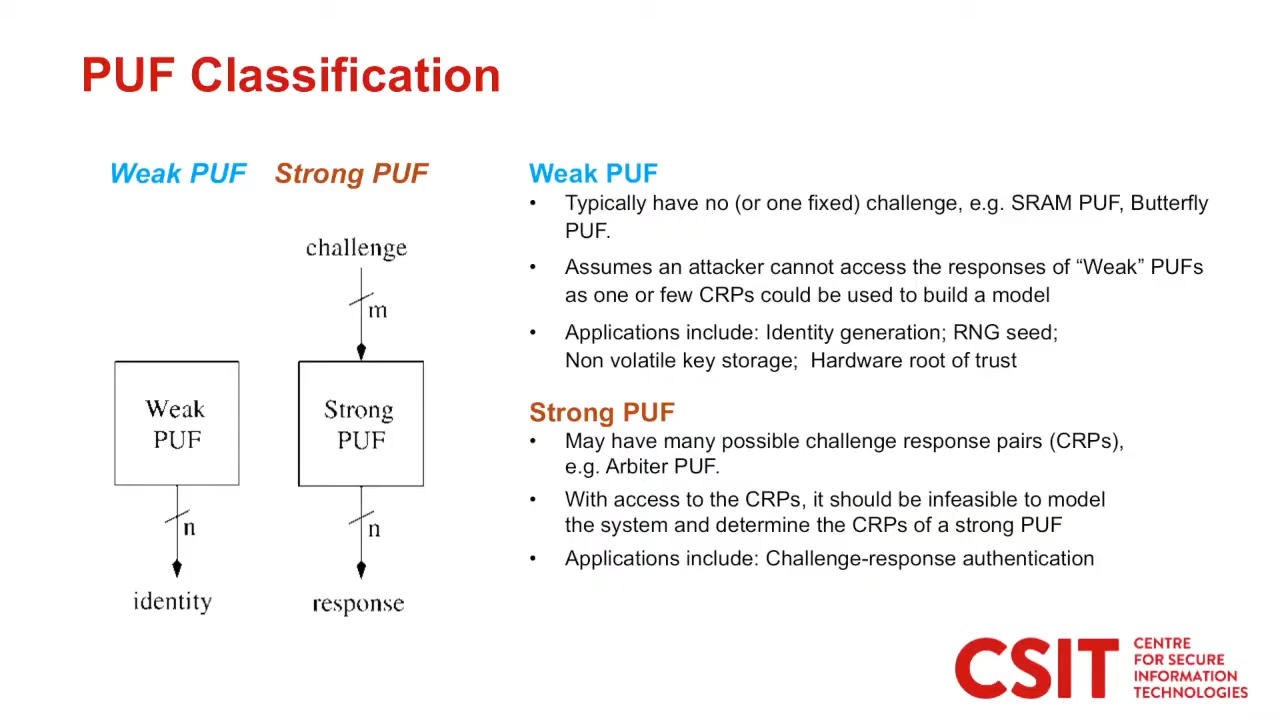 PUF Classification
Weak PUF
Strong PUF
challenge
m
Weak
PUF
Strong
PUF
n
n
identity
response
Weak PUF
• Typically have no (or one fixed) challenge, e.g. SRAM PUF, Butterfly
PUF.
• Assumes an attacker cannot access the responses of “Weak” PUFs
as one or few CRPs could be used to build a model
• Applications include: Identity generation; RNG seed;
Non volatile key storage; Hardware root of trust
Strong PUF
• May have many possible challenge response pairs (CRPs),
e.g. Arbiter PUF.
• With access to the CRPs, it should be infeasible to model
the system and determine the CRPs of a strong PUF
• Applications include: Challenge-response authentication
CSIT
CENTRE
FOR SECURE
INFORMATION
TECHNOLOGIES